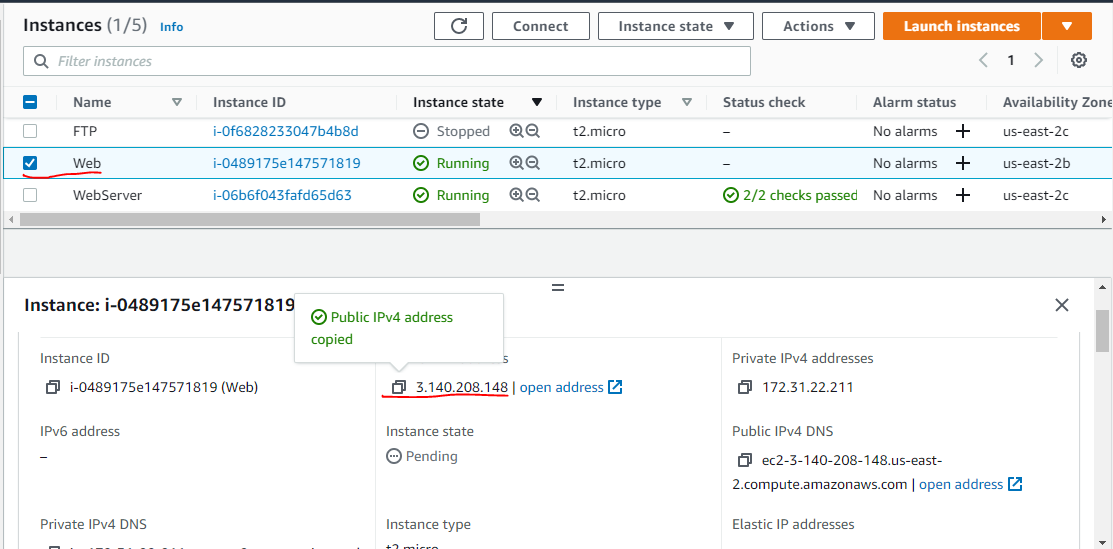 Instances (1/5) Info
Connect
Instance state
Actions
Launch instances
Filter instances
1
Name Instance ID Instance state Instance type Status check Alarm status Availability Zone
FTP i-0f6828233047b4b8d Stopped t2.micro – No alarms + us-east-2c
Web i-0489175e147571819 Running t2.micro – No alarms + us-east-2b
WebServer i-06b6f043fafd65d63 Running t2.micro 2/2 checks passed No alarms + us-east-2c
Instance: i-0489175e147571819
Public IPv4 address
copied
Instance ID
i-0489175e147571819 (Web)
3.140.208.148 | open address
Private IPv4 addresses
172.31.22.211
IPv6 address
–
Instance state
Pending
Public IPv4 DNS
ec2-3-140-208-148.us-east-
2.compute.amazonaws.com | open address
Private IPv4 DNS
Instance type
t2.micro
Elastic IP addresses